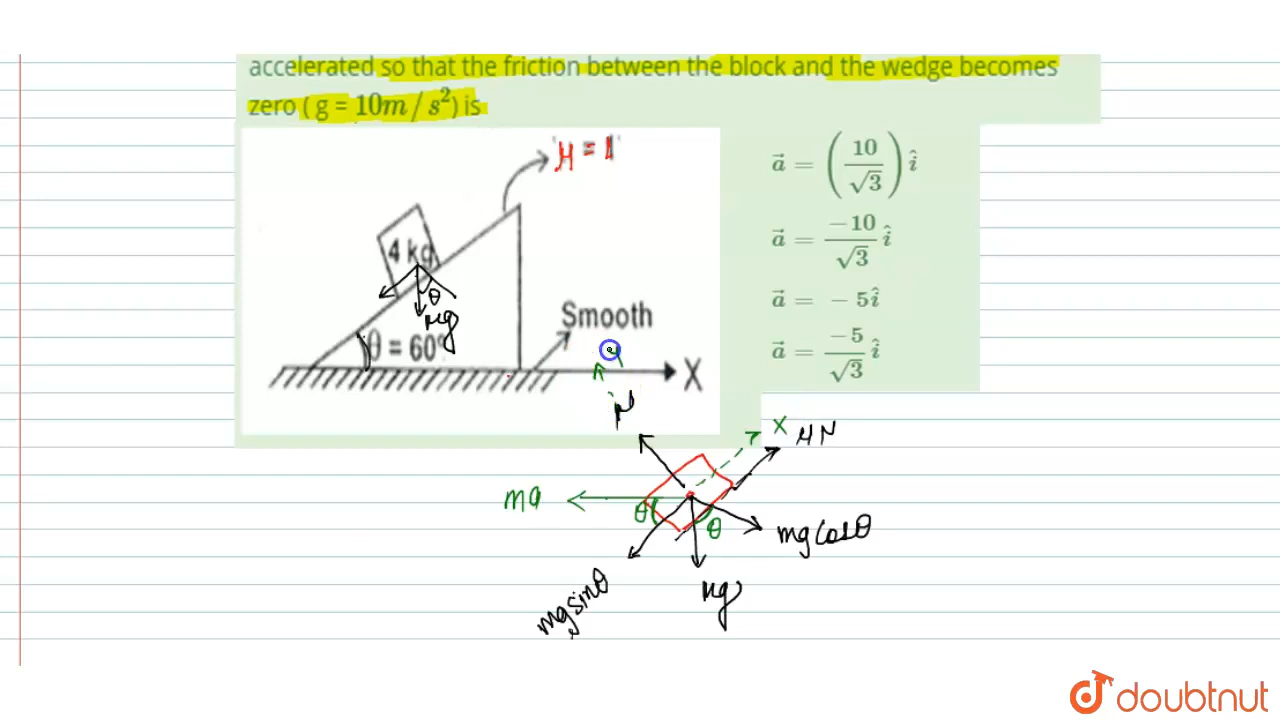 accelerated so that the friction between the block and the wedge becomes
zero ( g = 10m / s²) is
μ = 1
4 kg
θ
mg
θ = 60°
Smooth
X
a⃗ = (10/√3) î
a⃗ = −10/√3 î
a⃗ = − 5î
a⃗ = −5/√3 î
N
X
μN
ma
θ
θ
mg cosθ
mg sinθ
mg
doubtnut